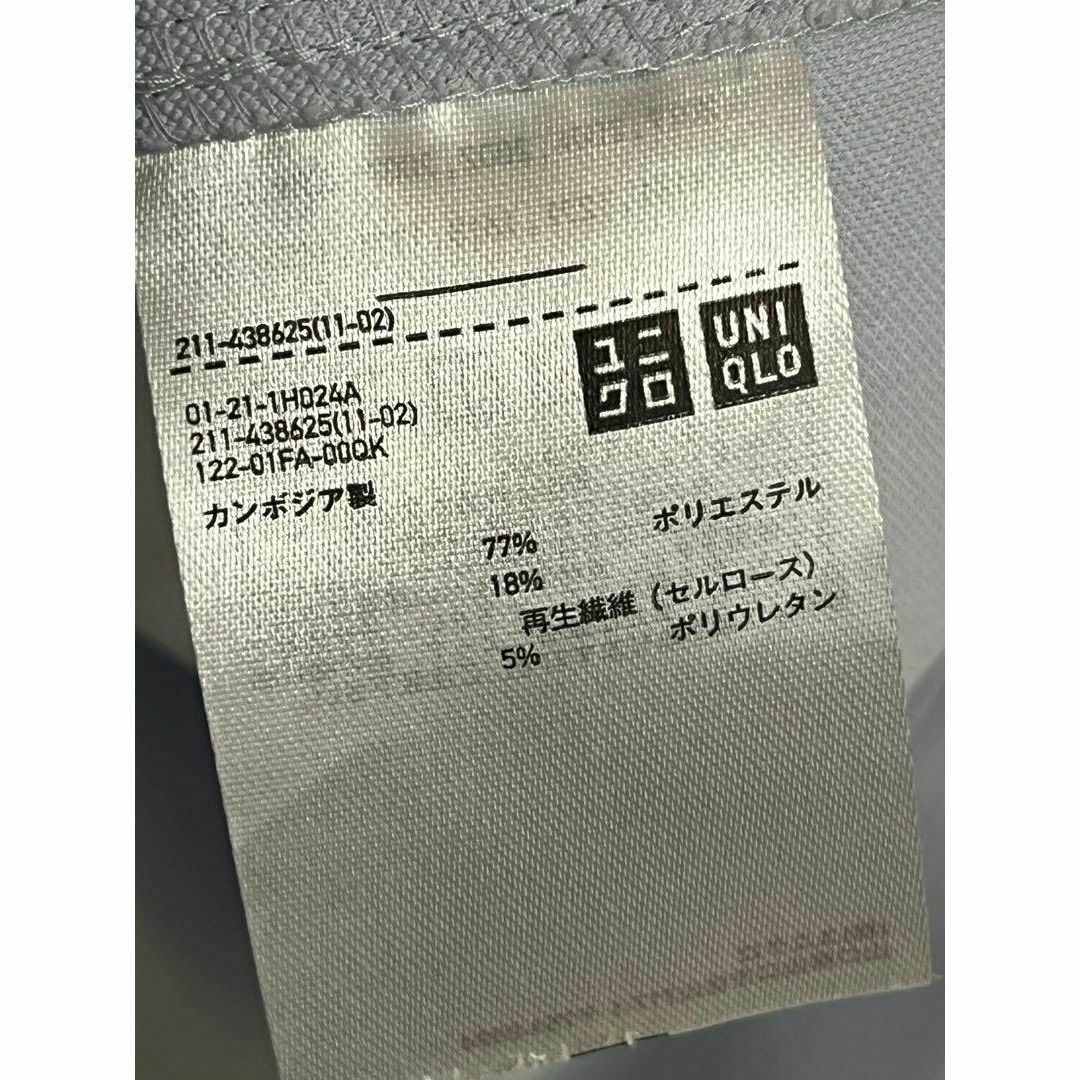 211-438625(11-02)
ユニ
クロ
UNI
QLO
01-21-1H024A
211-438625(11-02)
122-01FA-00QK
カンボジア製
77% ポリエステル
18%
再生繊維（セルロース）
5% ポリウレタン